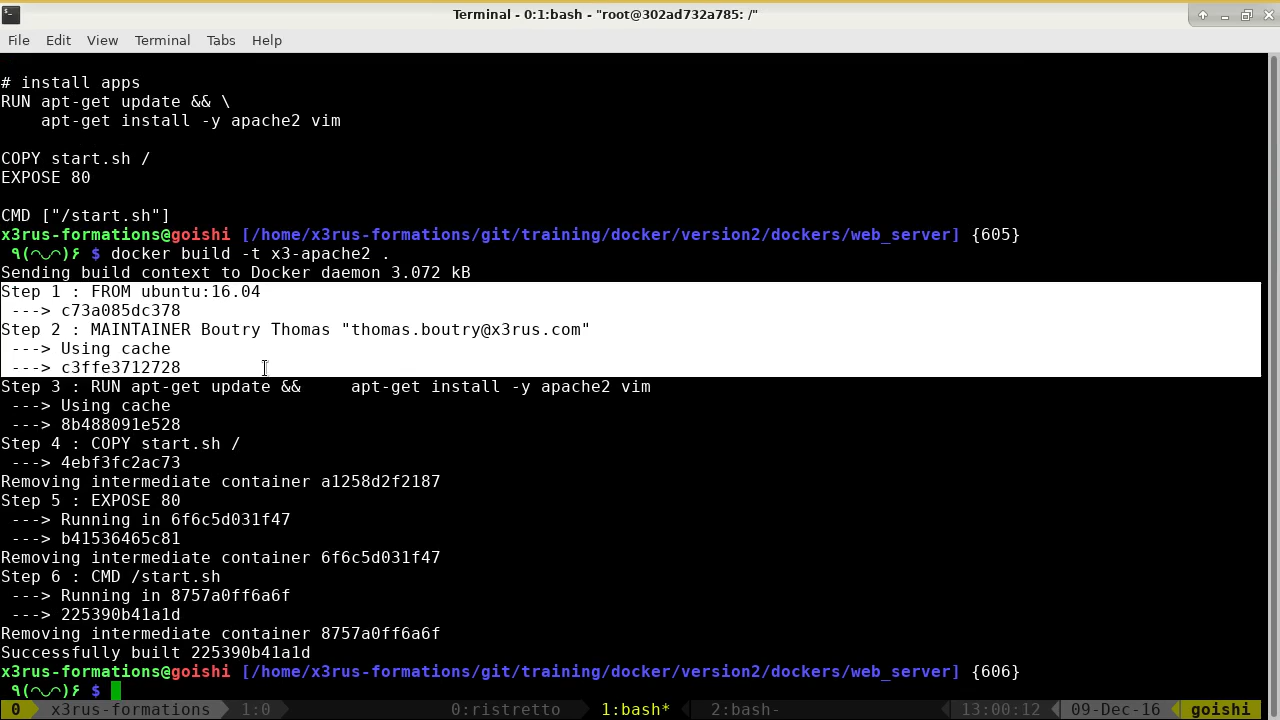 Terminal - 0:1:bash - "root@302ad732a785: /"
File Edit View Terminal Tabs Help
# install apps
RUN apt-get update && \
    apt-get install -y apache2 vim
COPY start.sh /
EXPOSE 80
CMD ["/start.sh"]
x3rus-formations@goishi [/home/x3rus-formations/git/training/docker/version2/dockers/web_server] {605}
 ٩(◠◡◠)۶ $ docker build -t x3-apache2 .
Sending build context to Docker daemon 3.072 kB
Step 1 : FROM ubuntu:16.04
 ---> c73a085dc378
Step 2 : MAINTAINER Boutry Thomas "thomas.boutry@x3rus.com"
 ---> Using cache
 ---> c3ffe3712728
Step 3 : RUN apt-get update &&     apt-get install -y apache2 vim
 ---> Using cache
 ---> 8b488091e528
Step 4 : COPY start.sh /
 ---> 4ebf3fc2ac73
Removing intermediate container a1258d2f2187
Step 5 : EXPOSE 80
 ---> Running in 6f6c5d031f47
 ---> b41536465c81
Removing intermediate container 6f6c5d031f47
Step 6 : CMD /start.sh
 ---> Running in 8757a0ff6a6f
 ---> 225390b41a1d
Removing intermediate container 8757a0ff6a6f
Successfully built 225390b41a1d
x3rus-formations@goishi [/home/x3rus-formations/git/training/docker/version2/dockers/web_server] {606}
 ٩(◠◡◠)۶ $
0 x3rus-formations 1:0 0:ristretto 1:bash* 2:bash- 13:00:12 09-Dec-16 goishi